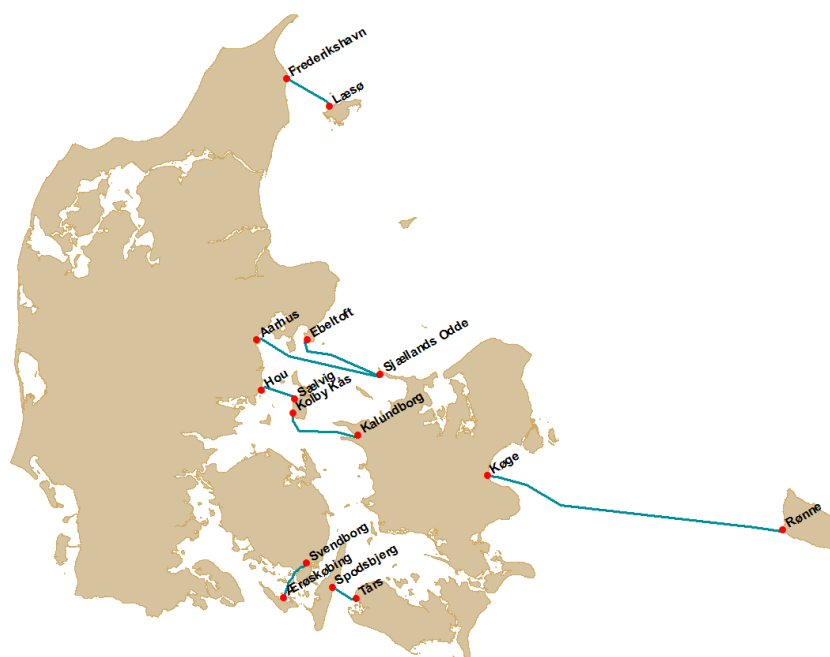 Frederikshavn
Læsø
Aarhus
Ebeltoft
Sjællands Odde
Hou
Sælvig
Kolby Kås
Kalundborg
Køge
Rønne
Svendborg
Ærøskøbing
Spodsbjerg
Tårs